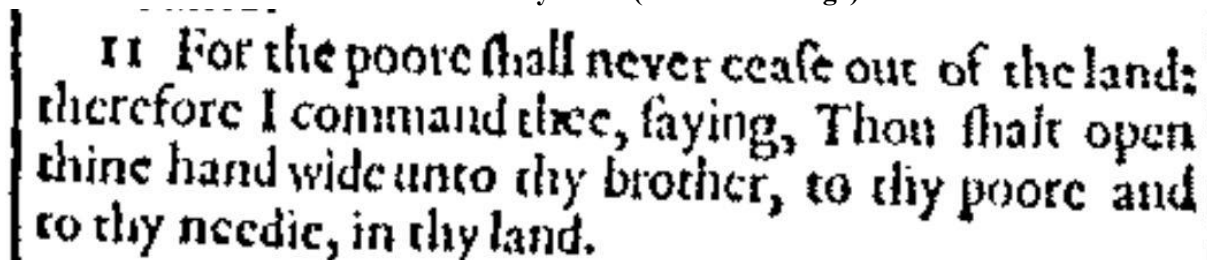 11 For the poore ſhall never ceaſe out of the land:
therefore I command thee, ſaying, Thou ſhalt open
thine hand wide unto thy brother, to thy poore and
to thy needie, in thy land.